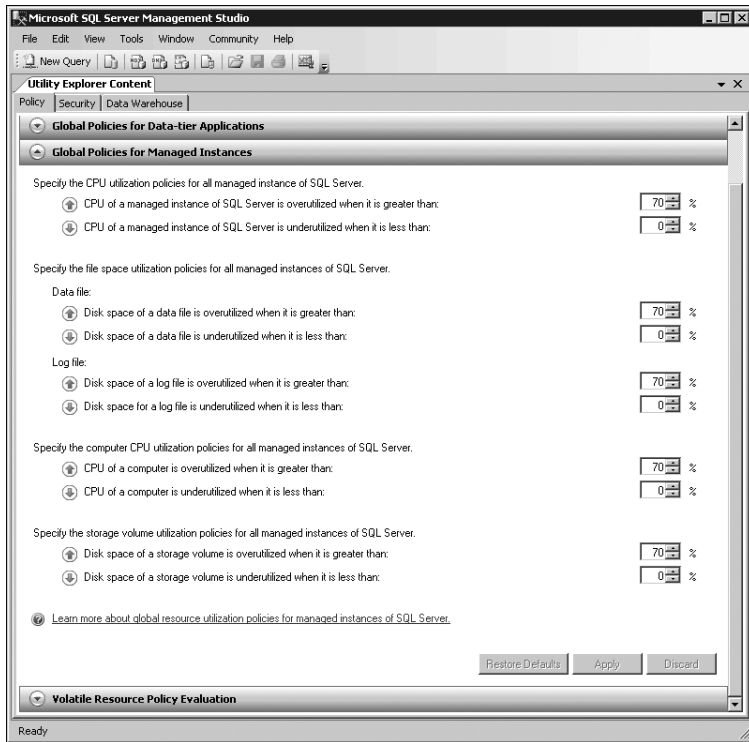 Microsoft SQL Server Management Studio
File Edit View Tools Window Community Help
New Query
Utility Explorer Content
Policy Security Data Warehouse
Global Policies for Data-tier Applications
Global Policies for Managed Instances
Specify the CPU utilization policies for all managed instance of SQL Server.
CPU of a managed instance of SQL Server is overutilized when it is greater than: 70 %
CPU of a managed instance of SQL Server is underutilized when it is less than: 0 %
Specify the file space utilization policies for all managed instances of SQL Server.
Data file:
Disk space of a data file is overutilized when it is greater than: 70 %
Disk space of a data file is underutilized when it is less than: 0 %
Log file:
Disk space of a log file is overutilized when it is greater than: 70 %
Disk space for a log file is underutilized when it is less than: 0 %
Specify the computer CPU utilization policies for all managed instances of SQL Server.
CPU of a computer is overutilized when it is greater than: 70 %
CPU of a computer is underutilized when it is less than: 0 %
Specify the storage volume utilization policies for all managed instances of SQL Server.
Disk space of a storage volume is overutilized when it is greater than: 70 %
Disk space of a storage volume is underutilized when it is less than: 0 %
Learn more about global resource utilization policies for managed instances of SQL Server.
Restore Defaults Apply Discard
Volatile Resource Policy Evaluation
Ready